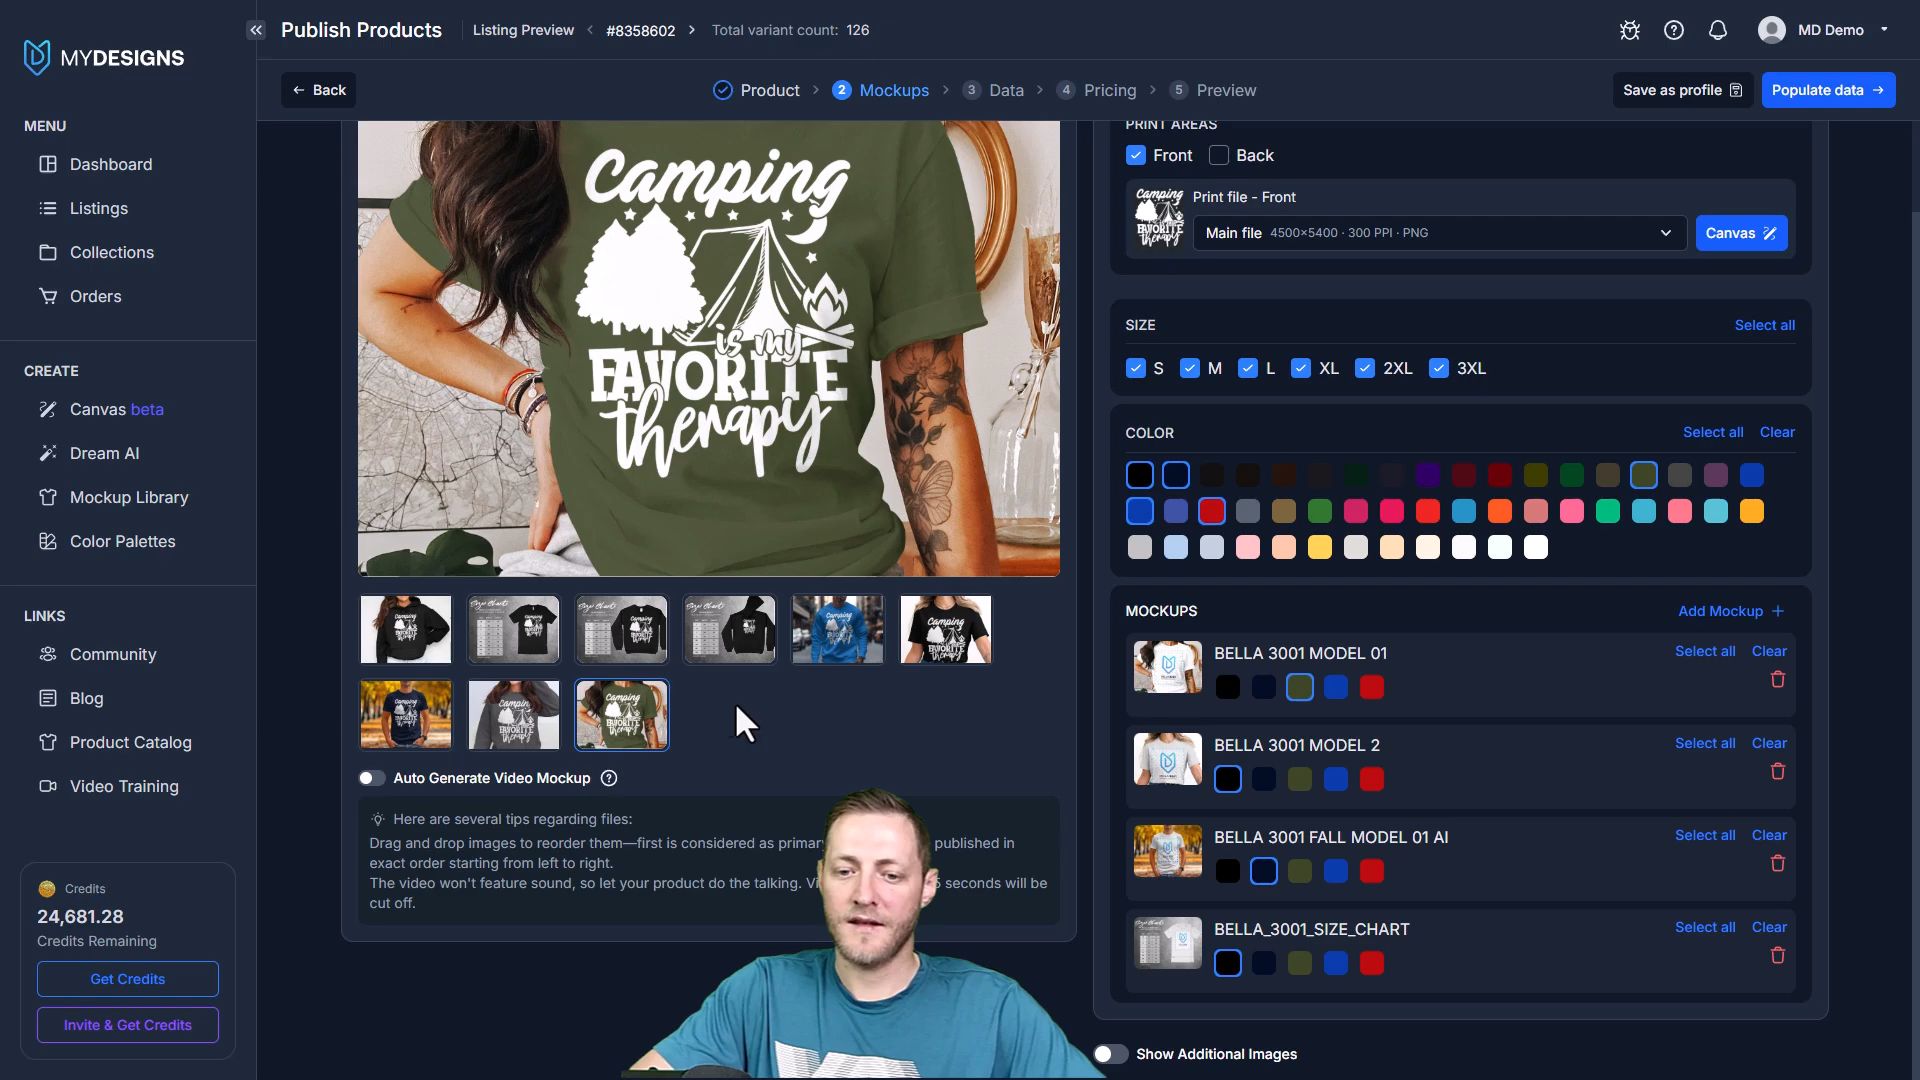 Publish Products
Listing Preview
#8358602
Total variant count: 126
MD Demo
MYDESIGNS
Back
Product
2 Mockups
3 Data
4 Pricing
5 Preview
Save as profile
Populate data
MENU
Dashboard
Listings
Collections
Orders
CREATE
Canvas beta
Dream AI
Mockup Library
Color Palettes
LINKS
Community
Blog
Product Catalog
Video Training
Credits
24,681.28
Credits Remaining
Get Credits
Invite & Get Credits
Camping
is my
FAVORITE
therapy
Auto Generate Video Mockup
Here are several tips regarding files:
Drag and drop images to reorder them—first is considered as primary published in
exact order starting from left to right.
The video won't feature sound, so let your product do the talking. seconds will be
cut off.
PRINT AREAS
Front
Back
Print file - Front
Main file 4500×5400 · 300 PPI · PNG
Canvas
SIZE
Select all
S
M
L
XL
2XL
3XL
COLOR
Select all
Clear
MOCKUPS
Add Mockup +
BELLA 3001 MODEL 01
Select all
Clear
BELLA 3001 MODEL 2
Select all
Clear
BELLA 3001 FALL MODEL 01 AI
Select all
Clear
BELLA_3001_SIZE_CHART
Select all
Clear
Show Additional Images